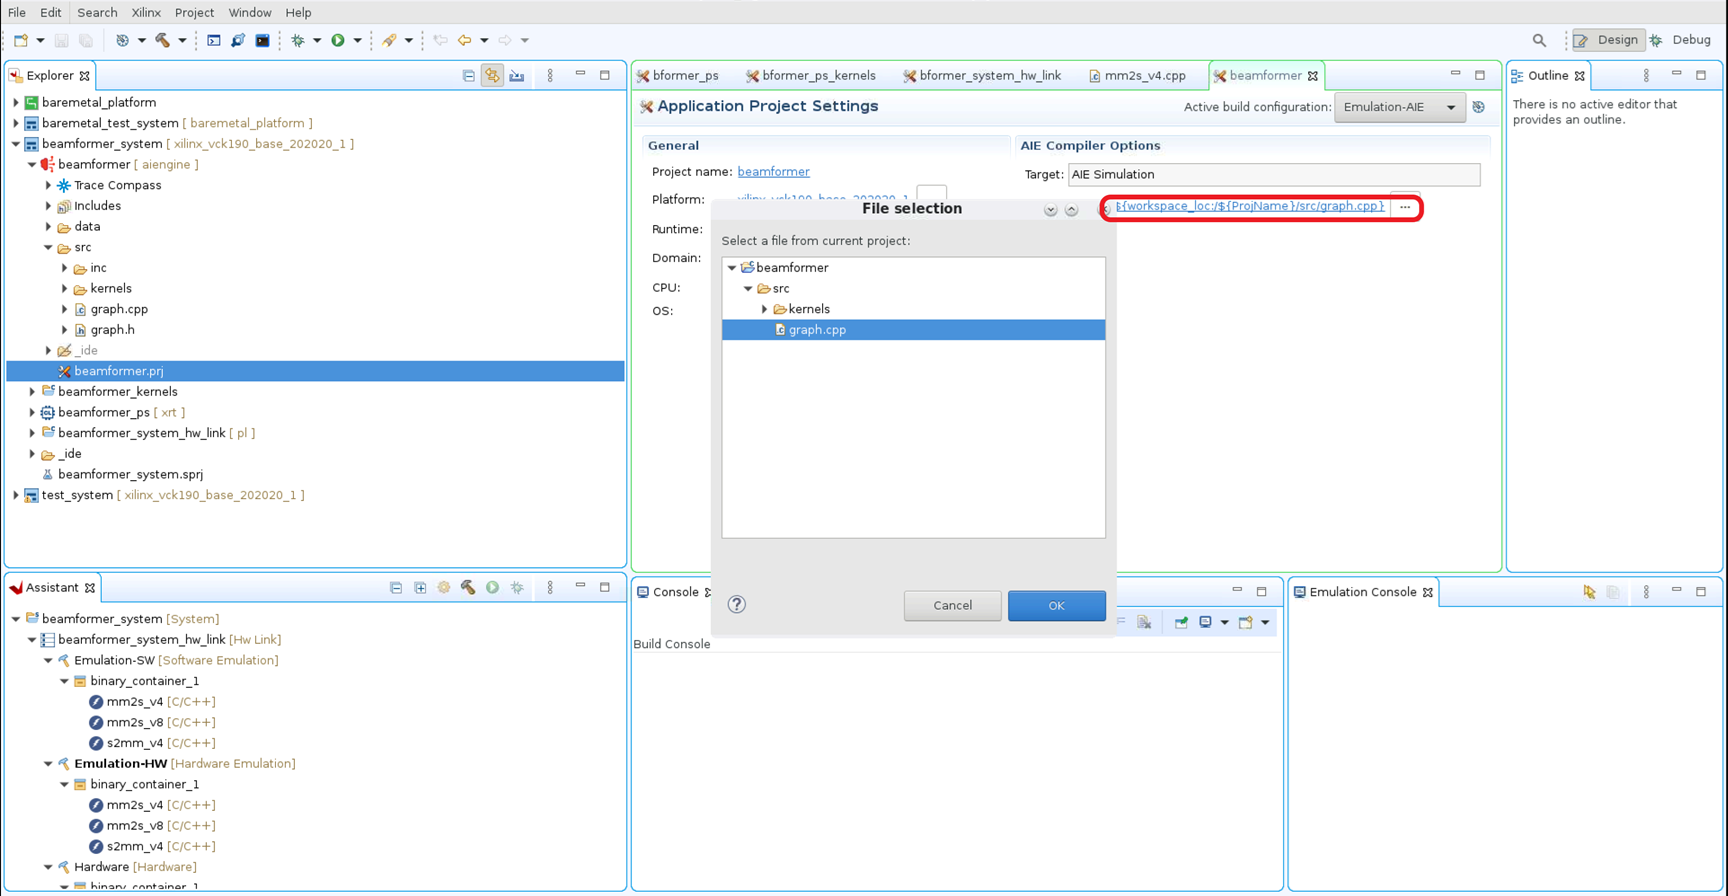 File Edit Search Xilinx Project Window Help
Design Debug
Explorer
baremetal_platform
baremetal_test_system [ baremetal_platform ]
beamformer_system [ xilinx_vck190_base_202020_1 ]
beamformer [ aiengine ]
Trace Compass
Includes
data
src
inc
kernels
graph.cpp
graph.h
_ide
beamformer.prj
beamformer_kernels
beamformer_ps [ xrt ]
beamformer_system_hw_link [ pl ]
_ide
beamformer_system.sprj
test_system [ xilinx_vck190_base_202020_1 ]
bformer_ps bformer_ps_kernels bformer_system_hw_link mm2s_v4.cpp beamformer
Application Project Settings
Active build configuration: Emulation-AIE
General
Project name: beamformer
Platform: xilinx_vck190_base_202020_1
Runtime:
Domain:
CPU:
OS:
AIE Compiler Options
Target: AIE Simulation
${workspace_loc:/${ProjName}/src/graph.cpp} ...
File selection
Select a file from current project:
beamformer
src
kernels
graph.cpp
Cancel OK
Outline
There is no active editor that
provides an outline.
Assistant
beamformer_system [System]
beamformer_system_hw_link [Hw Link]
Emulation-SW [Software Emulation]
binary_container_1
mm2s_v4 [C/C++]
mm2s_v8 [C/C++]
s2mm_v4 [C/C++]
Emulation-HW [Hardware Emulation]
binary_container_1
mm2s_v4 [C/C++]
mm2s_v8 [C/C++]
s2mm_v4 [C/C++]
Hardware [Hardware]
binary_container_1
Console
Build Console
Emulation Console